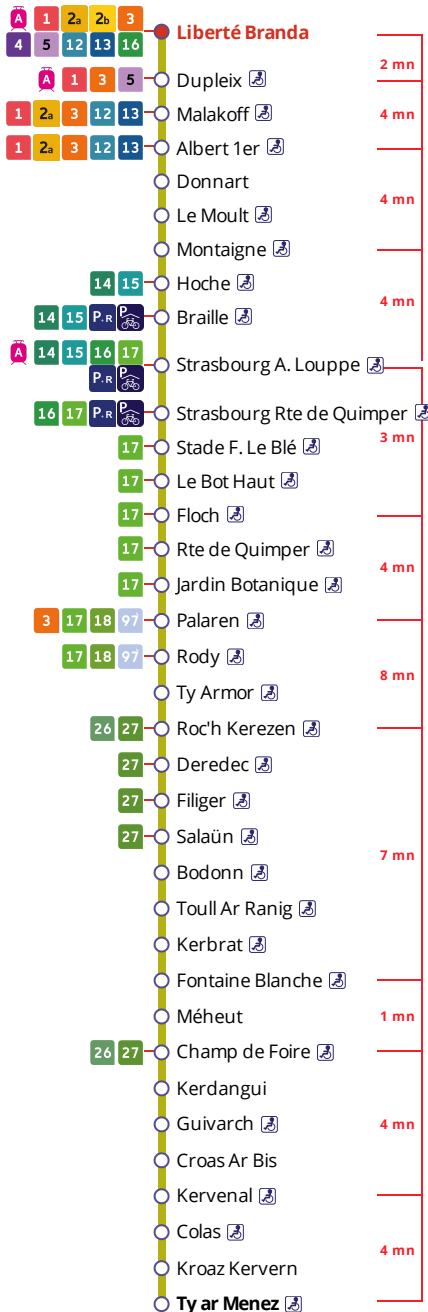 A 1 2a 2b 3
4 5 12 13 16
Liberté Branda
2 mn
A 1 3 5 Dupleix
1 2a 3 12 13 Malakoff
4 mn
1 2a 3 12 13 Albert 1er
Donnart
4 mn
Le Moult
Montaigne
14 15 Hoche
4 mn
14 15 P+R P Braille
A 14 15 16 17
P+R P
Strasbourg A. Louppe
16 17 P+R P Strasbourg Rte de Quimper
3 mn
17 Stade F. Le Blé
17 Le Bot Haut
17 Floch
17 Rte de Quimper
4 mn
17 Jardin Botanique
3 17 18 97 Palaren
17 18 97 Rody
8 mn
Ty Armor
26 27 Roc'h Kerezen
27 Deredec
27 Filiger
27 Salaün
7 mn
Bodonn
Toull Ar Ranig
Kerbrat
Fontaine Blanche
Méheut
1 mn
26 27 Champ de Foire
Kerdangui
Guivarch
4 mn
Croas Ar Bis
Kervenal
Colas
4 mn
Kroaz Kervern
Ty ar Menez